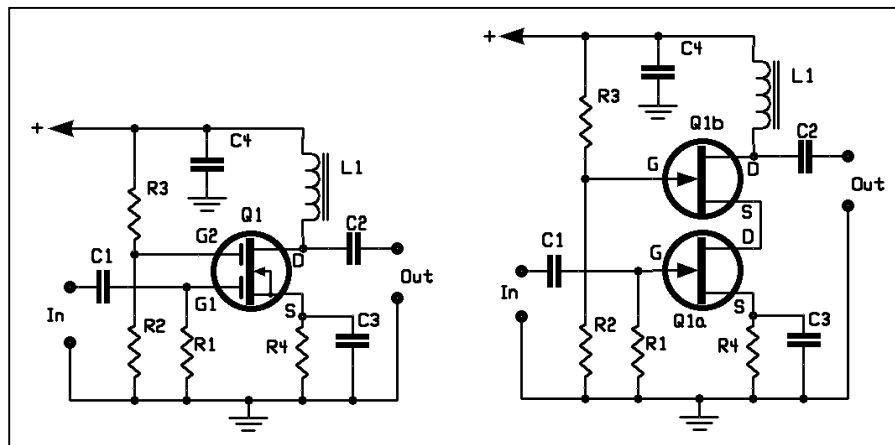 +
C4
R3
Q1
L1
G2
D
C2
C1
G1
S
In
Out
R2
R1
R4
C3
+
C4
R3
L1
Q1b
G
D
C2
S
Out
C1
G
D
In
S
Q1a
R2
R1
R4
C3